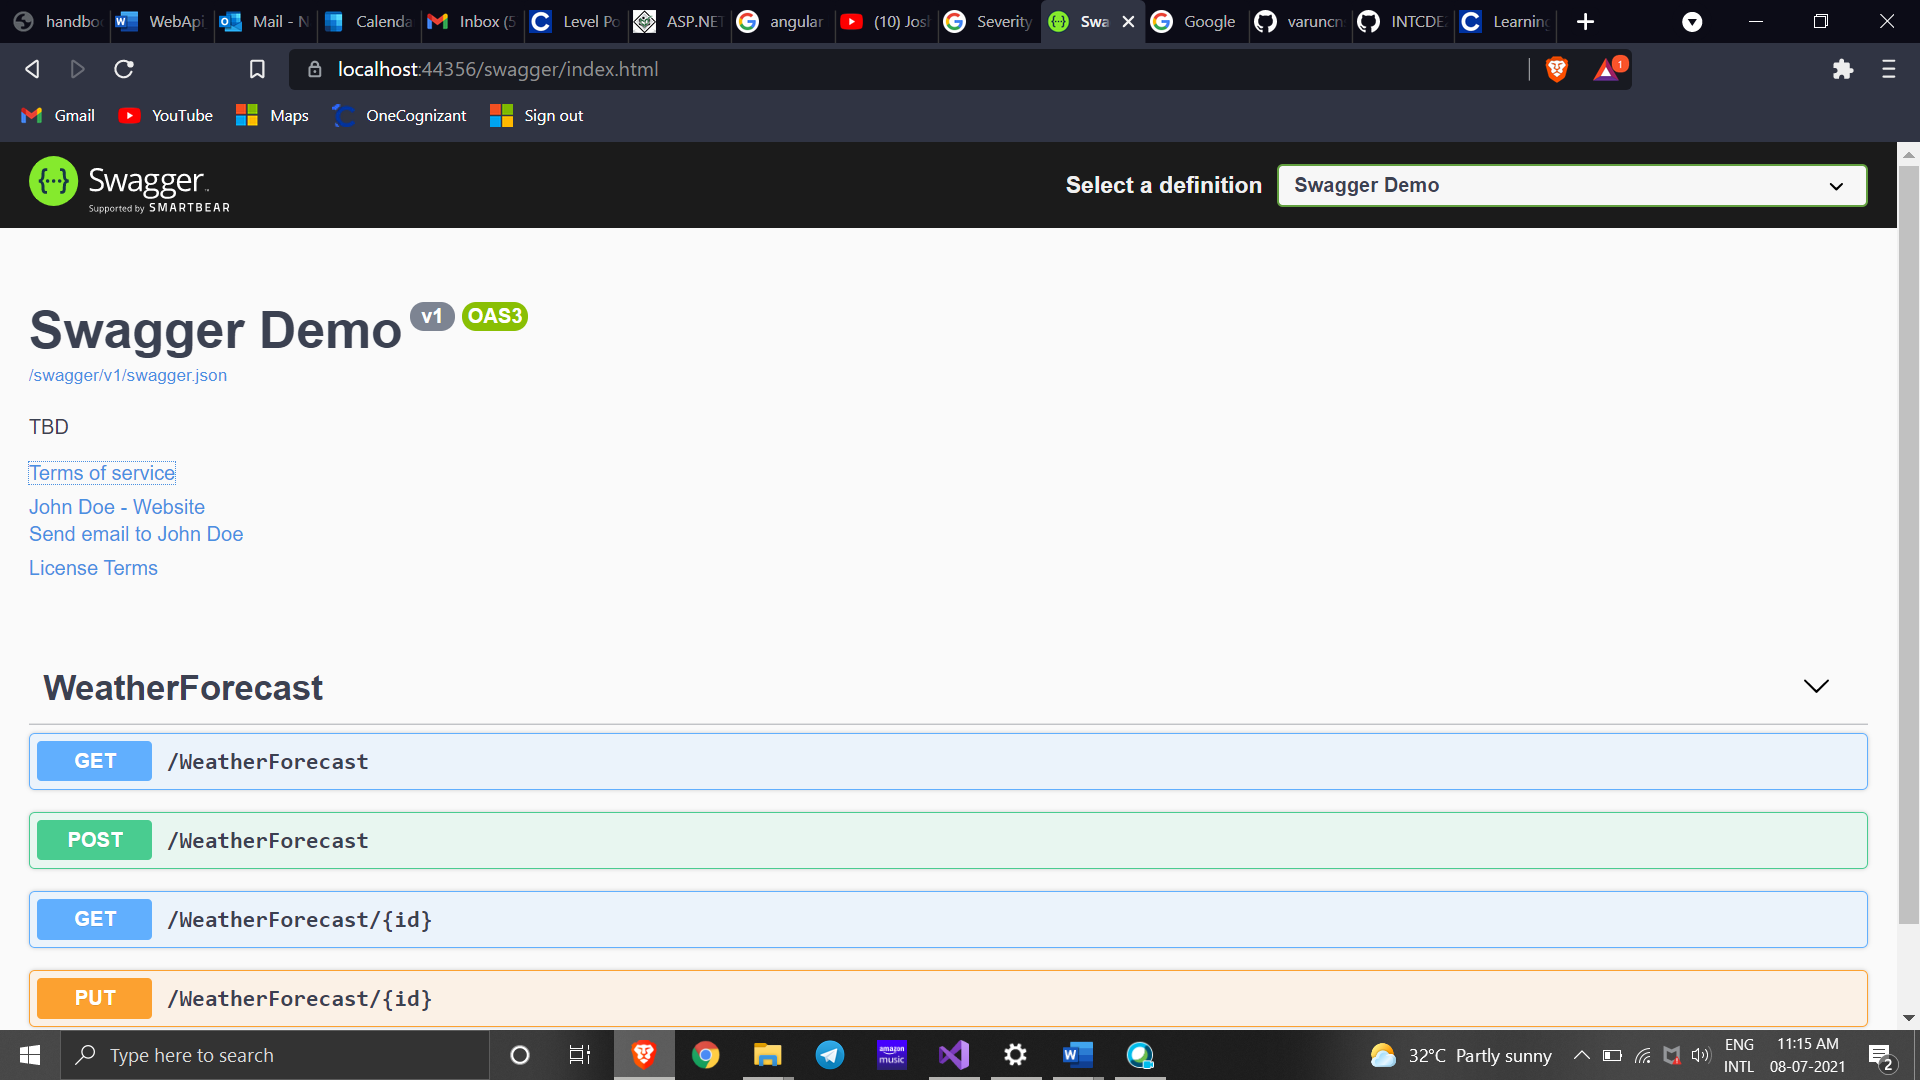 handboo
WebApi
Mail - N
Calenda
Inbox (5
Level Po
ASP.NET
angular
(10) Josh
Severity
Swa
Google
varuncn
INTCDE
Learning
localhost:44356/swagger/index.html
1
Gmail
YouTube
Maps
OneCognizant
Sign out
Swagger
Supported by SMARTBEAR
Select a definition
Swagger Demo
Swagger Demo v1 OAS3
/swagger/v1/swagger.json
TBD
Terms of service
John Doe - Website
Send email to John Doe
License Terms
WeatherForecast
GET /WeatherForecast
POST /WeatherForecast
GET /WeatherForecast/{id}
PUT /WeatherForecast/{id}
Type here to search
amazon
music
32°C Partly sunny
ENG
INTL
11:15 AM
08-07-2021
2